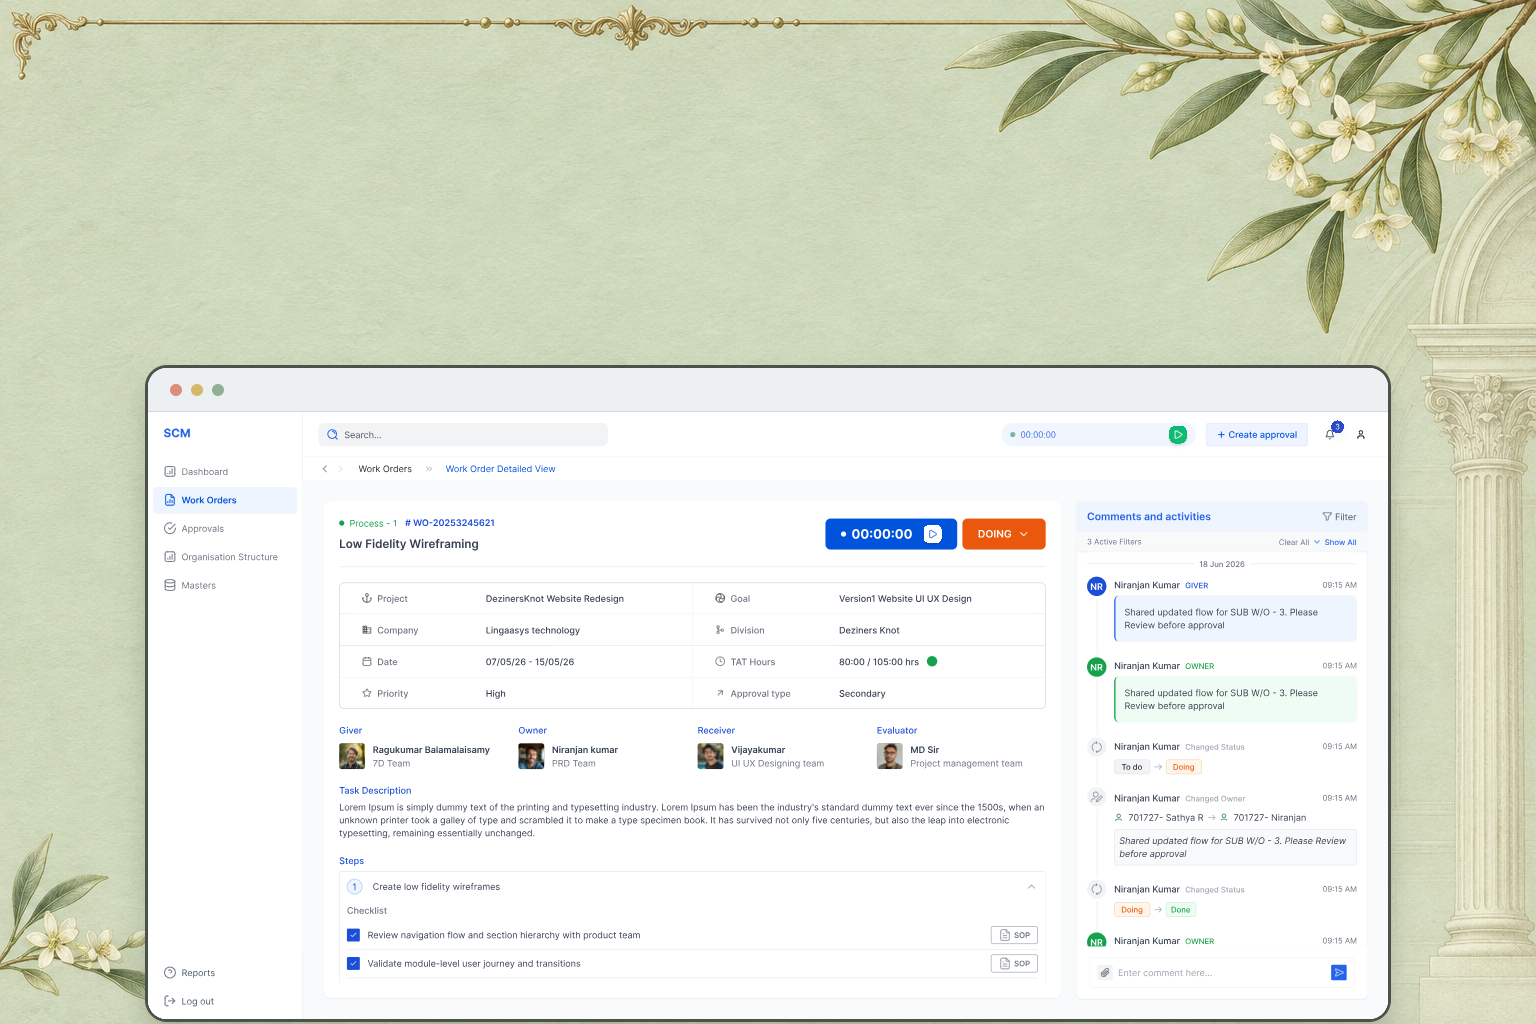 SCM
Dashboard
Work Orders
Approvals
Organisation Structure
Masters
Reports
Log out
Search...
00:00:00
+ Create approval
3
Work Orders » Work Order Detailed View
Process - 1 # WO-20253245621
Low Fidelity Wireframing
00:00:00
DOING
Project DezinersKnot Website Redesign Goal Version1 Website UI UX Design
Company Lingaasys technology Division Deziners Knot
Date 07/05/26 - 15/05/26 TAT Hours 80:00 / 105:00 hrs
Priority High Approval type Secondary
Giver Owner Receiver Evaluator
Ragukumar Balamalaisamy Niranjan kumar Vijayakumar MD Sir
7D Team PRD Team UI UX Designing team Project management team
Task Description
Lorem Ipsum is simply dummy text of the printing and typesetting industry. Lorem Ipsum has been the industry's standard dummy text ever since the 1500s, when an
unknown printer took a galley of type and scrambled it to make a type specimen book. It has survived not only five centuries, but also the leap into electronic
typesetting, remaining essentially unchanged.
Steps
1 Create low fidelity wireframes
Checklist
Review navigation flow and section hierarchy with product team SOP
Validate module-level user journey and transitions SOP
Comments and activities Filter
3 Active Filters Clear All Show All
18 Jun 2026
NR Niranjan Kumar GIVER 09:15 AM
Shared updated flow for SUB W/O - 3. Please
Review before approval
NR Niranjan Kumar OWNER 09:15 AM
Shared updated flow for SUB W/O - 3. Please
Review before approval
Niranjan Kumar Changed Status 09:15 AM
To do → Doing
Niranjan Kumar Changed Owner 09:15 AM
701727- Sathya R → 701727- Niranjan
Shared updated flow for SUB W/O - 3. Please Review
before approval
Niranjan Kumar Changed Status 09:15 AM
Doing → Done
NR Niranjan Kumar OWNER 09:15 AM
Enter comment here...